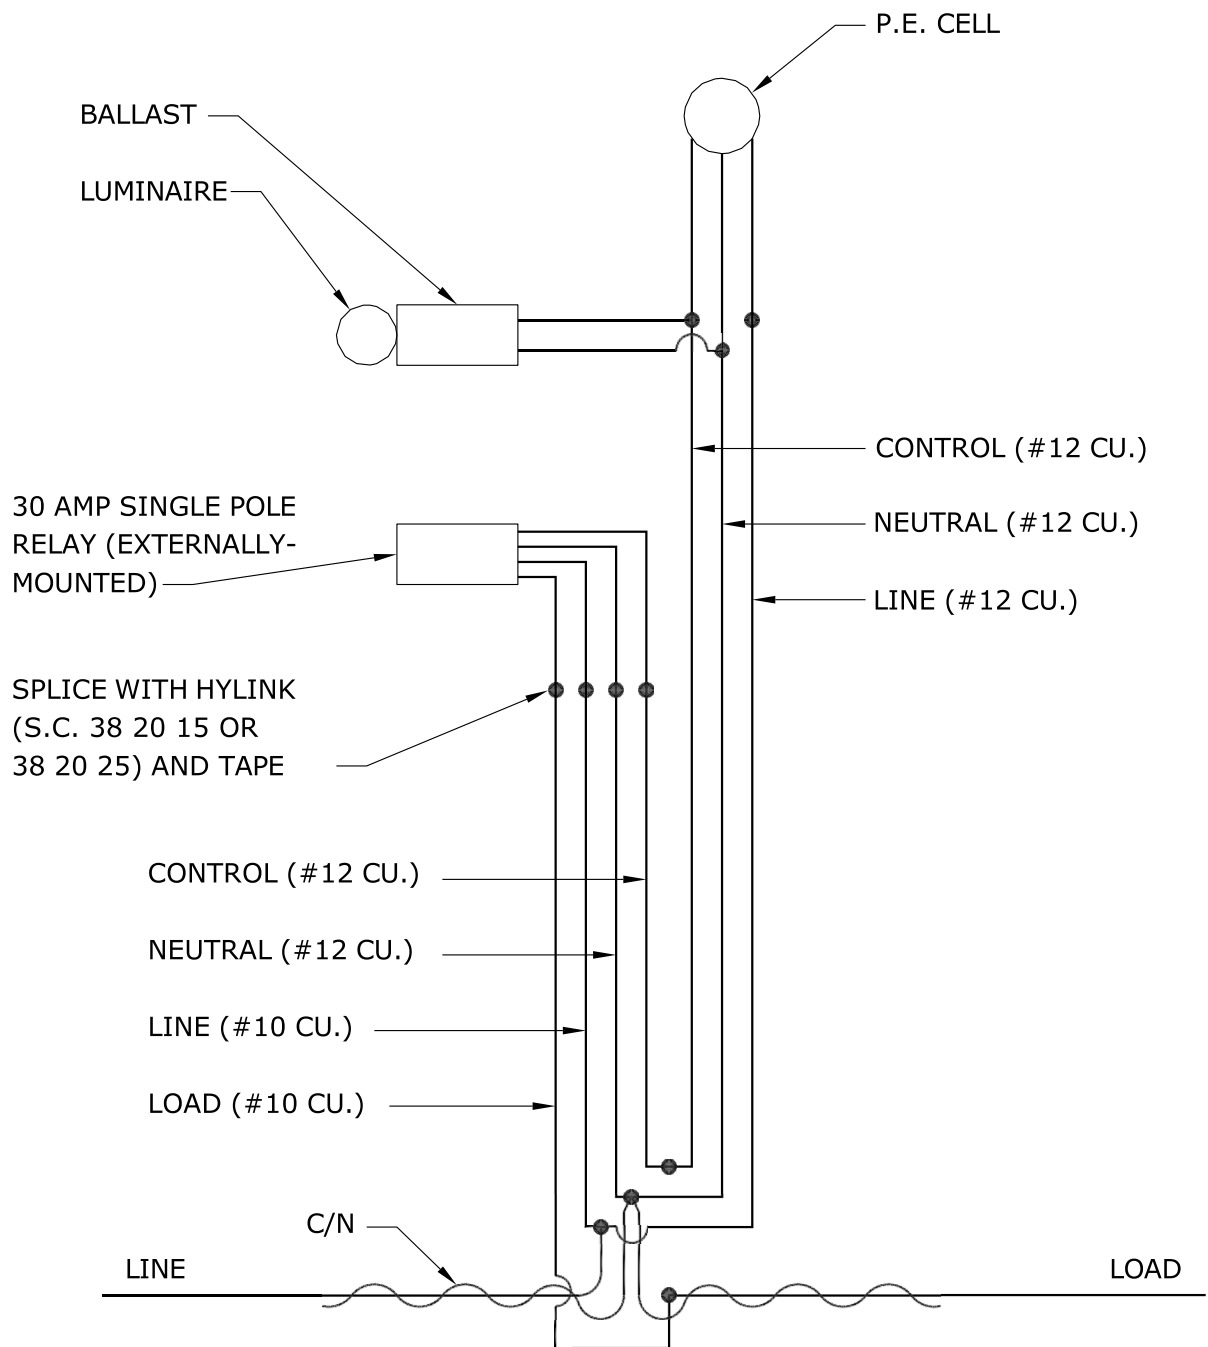 P.E. CELL
BALLAST
LUMINAIRE
CONTROL (#12 CU.)
NEUTRAL (#12 CU.)
LINE (#12 CU.)
30 AMP SINGLE POLE
RELAY (EXTERNALLY-
MOUNTED)
SPLICE WITH HYLINK
(S.C. 38 20 15 OR
38 20 25) AND TAPE
CONTROL (#12 CU.)
NEUTRAL (#12 CU.)
LINE (#10 CU.)
LOAD (#10 CU.)
C/N
LINE
LOAD